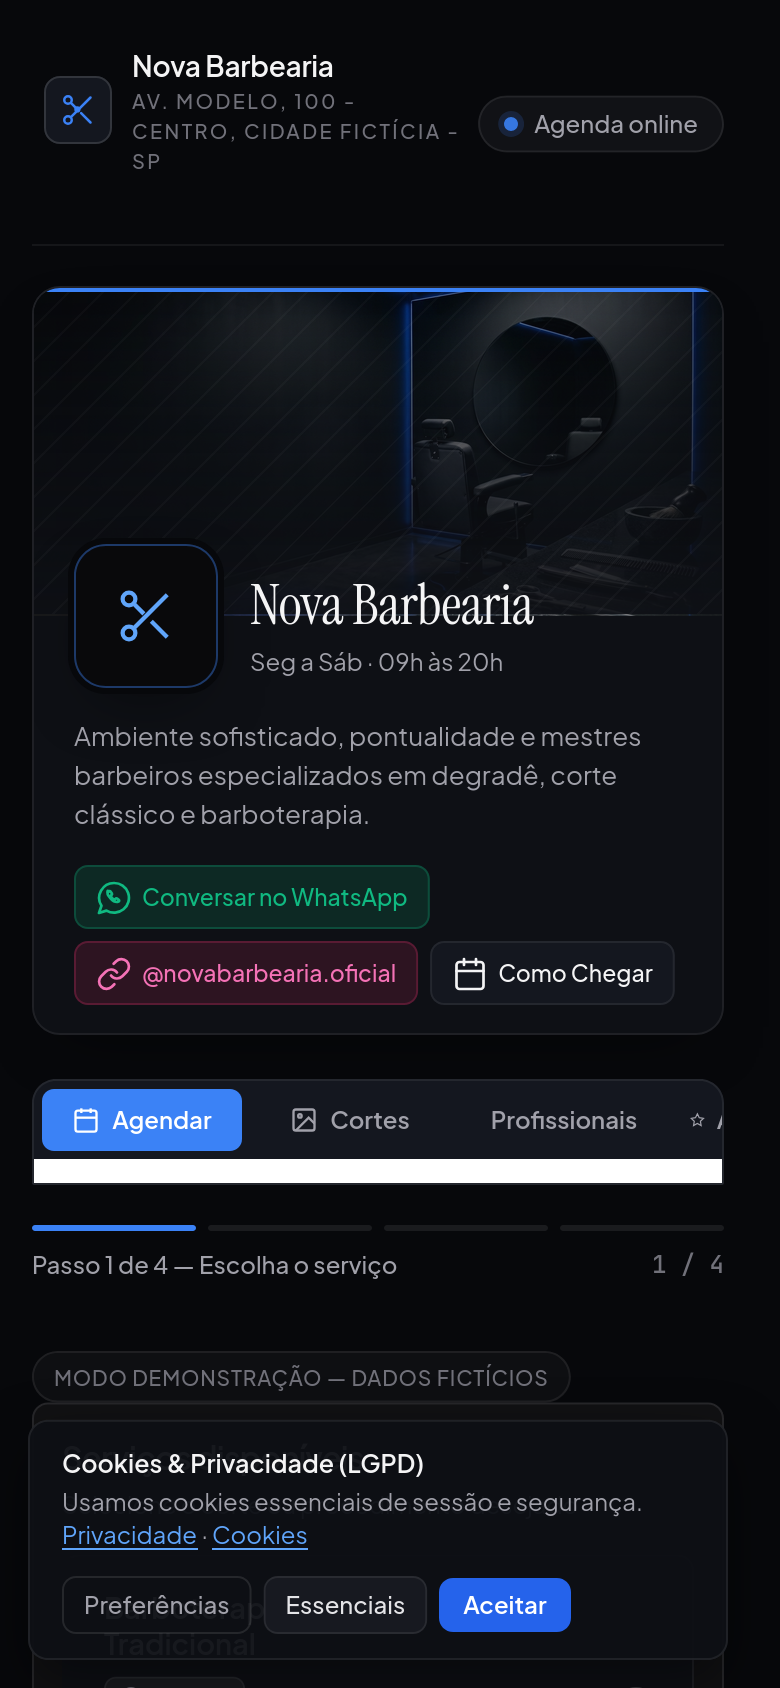 Nova Barbearia
AV. MODELO, 100 -
CENTRO, CIDADE FICTÍCIA -
SP
Agenda online
Nova Barbearia
Seg a Sáb · 09h às 20h
Ambiente sofisticado, pontualidade e mestres
barbeiros especializados em degradê, corte
clássico e barboterapia.
Conversar no WhatsApp
@novabarbearia.oficial
Como Chegar
Agendar
Cortes
Profissionais
Passo 1 de 4 — Escolha o serviço
1 / 4
MODO DEMONSTRAÇÃO — DADOS FICTÍCIOS
Cookies & Privacidade (LGPD)
Usamos cookies essenciais de sessão e segurança.
Privacidade · Cookies
Preferências
Essenciais
Aceitar
Tradicional